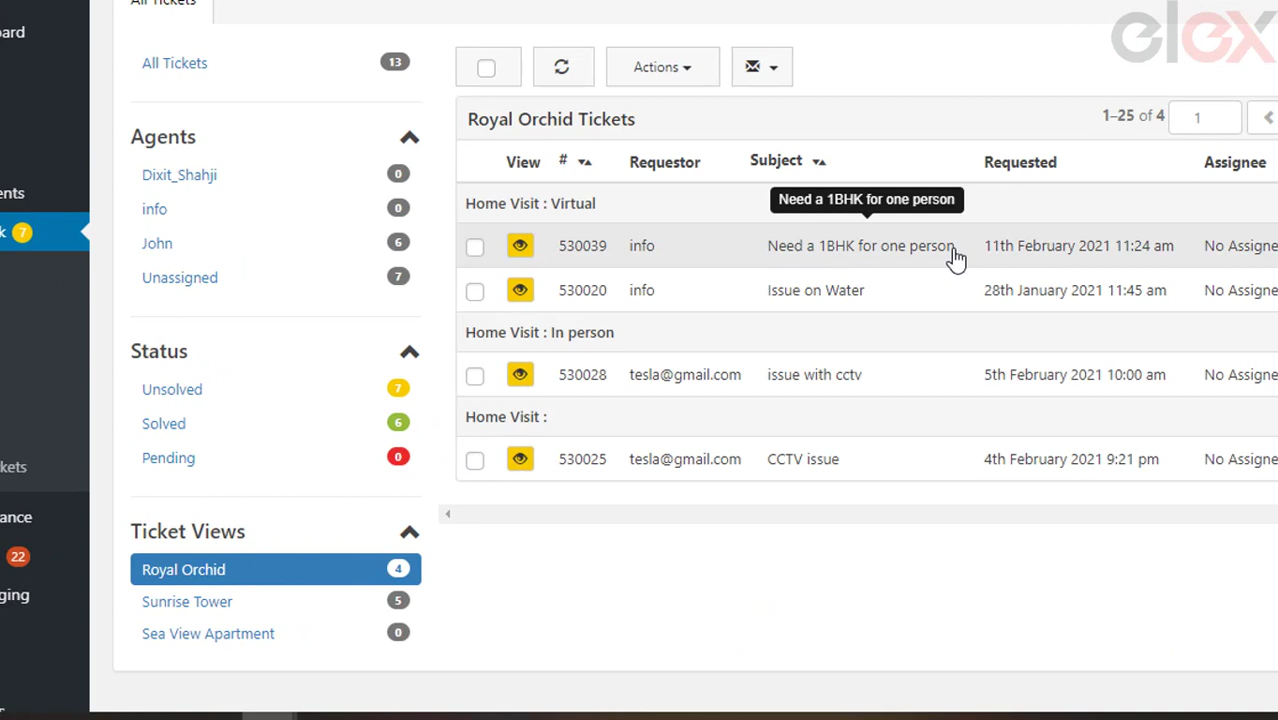 All Tickets
elex
ard
All Tickets 13
Actions
Royal Orchid Tickets 1–25 of 4 1
Agents
View # Requestor Subject Requested Assignee
Dixit_Shahji 0
ents
Home Visit : Virtual
Need a 1BHK for one person
info 0
k 7
John 6
530039 info Need a 1BHK for one person 11th February 2021 11:24 am No Assigne
Unassigned 7
530020 info Issue on Water 28th January 2021 11:45 am No Assigne
Home Visit : In person
Status
530028 tesla@gmail.com issue with cctv 5th February 2021 10:00 am No Assigne
Unsolved 7
Home Visit :
Solved 6
Pending 0
530025 tesla@gmail.com CCTV issue 4th February 2021 9:21 pm No Assigne
kets
ance
Ticket Views
22
Royal Orchid 4
ging
Sunrise Tower 5
Sea View Apartment 0